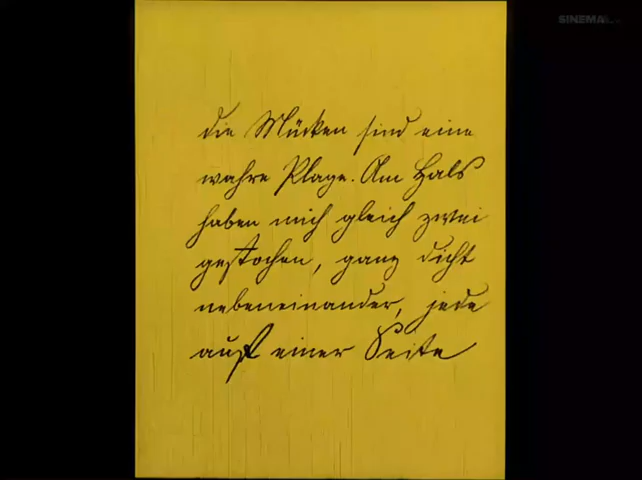 SINEMA
die Mücken sind eine
wahre Plage. Am Hals
haben mich gleich zwei
gestochen, ganz dicht
nebeneinander, jede
auf einer Seite